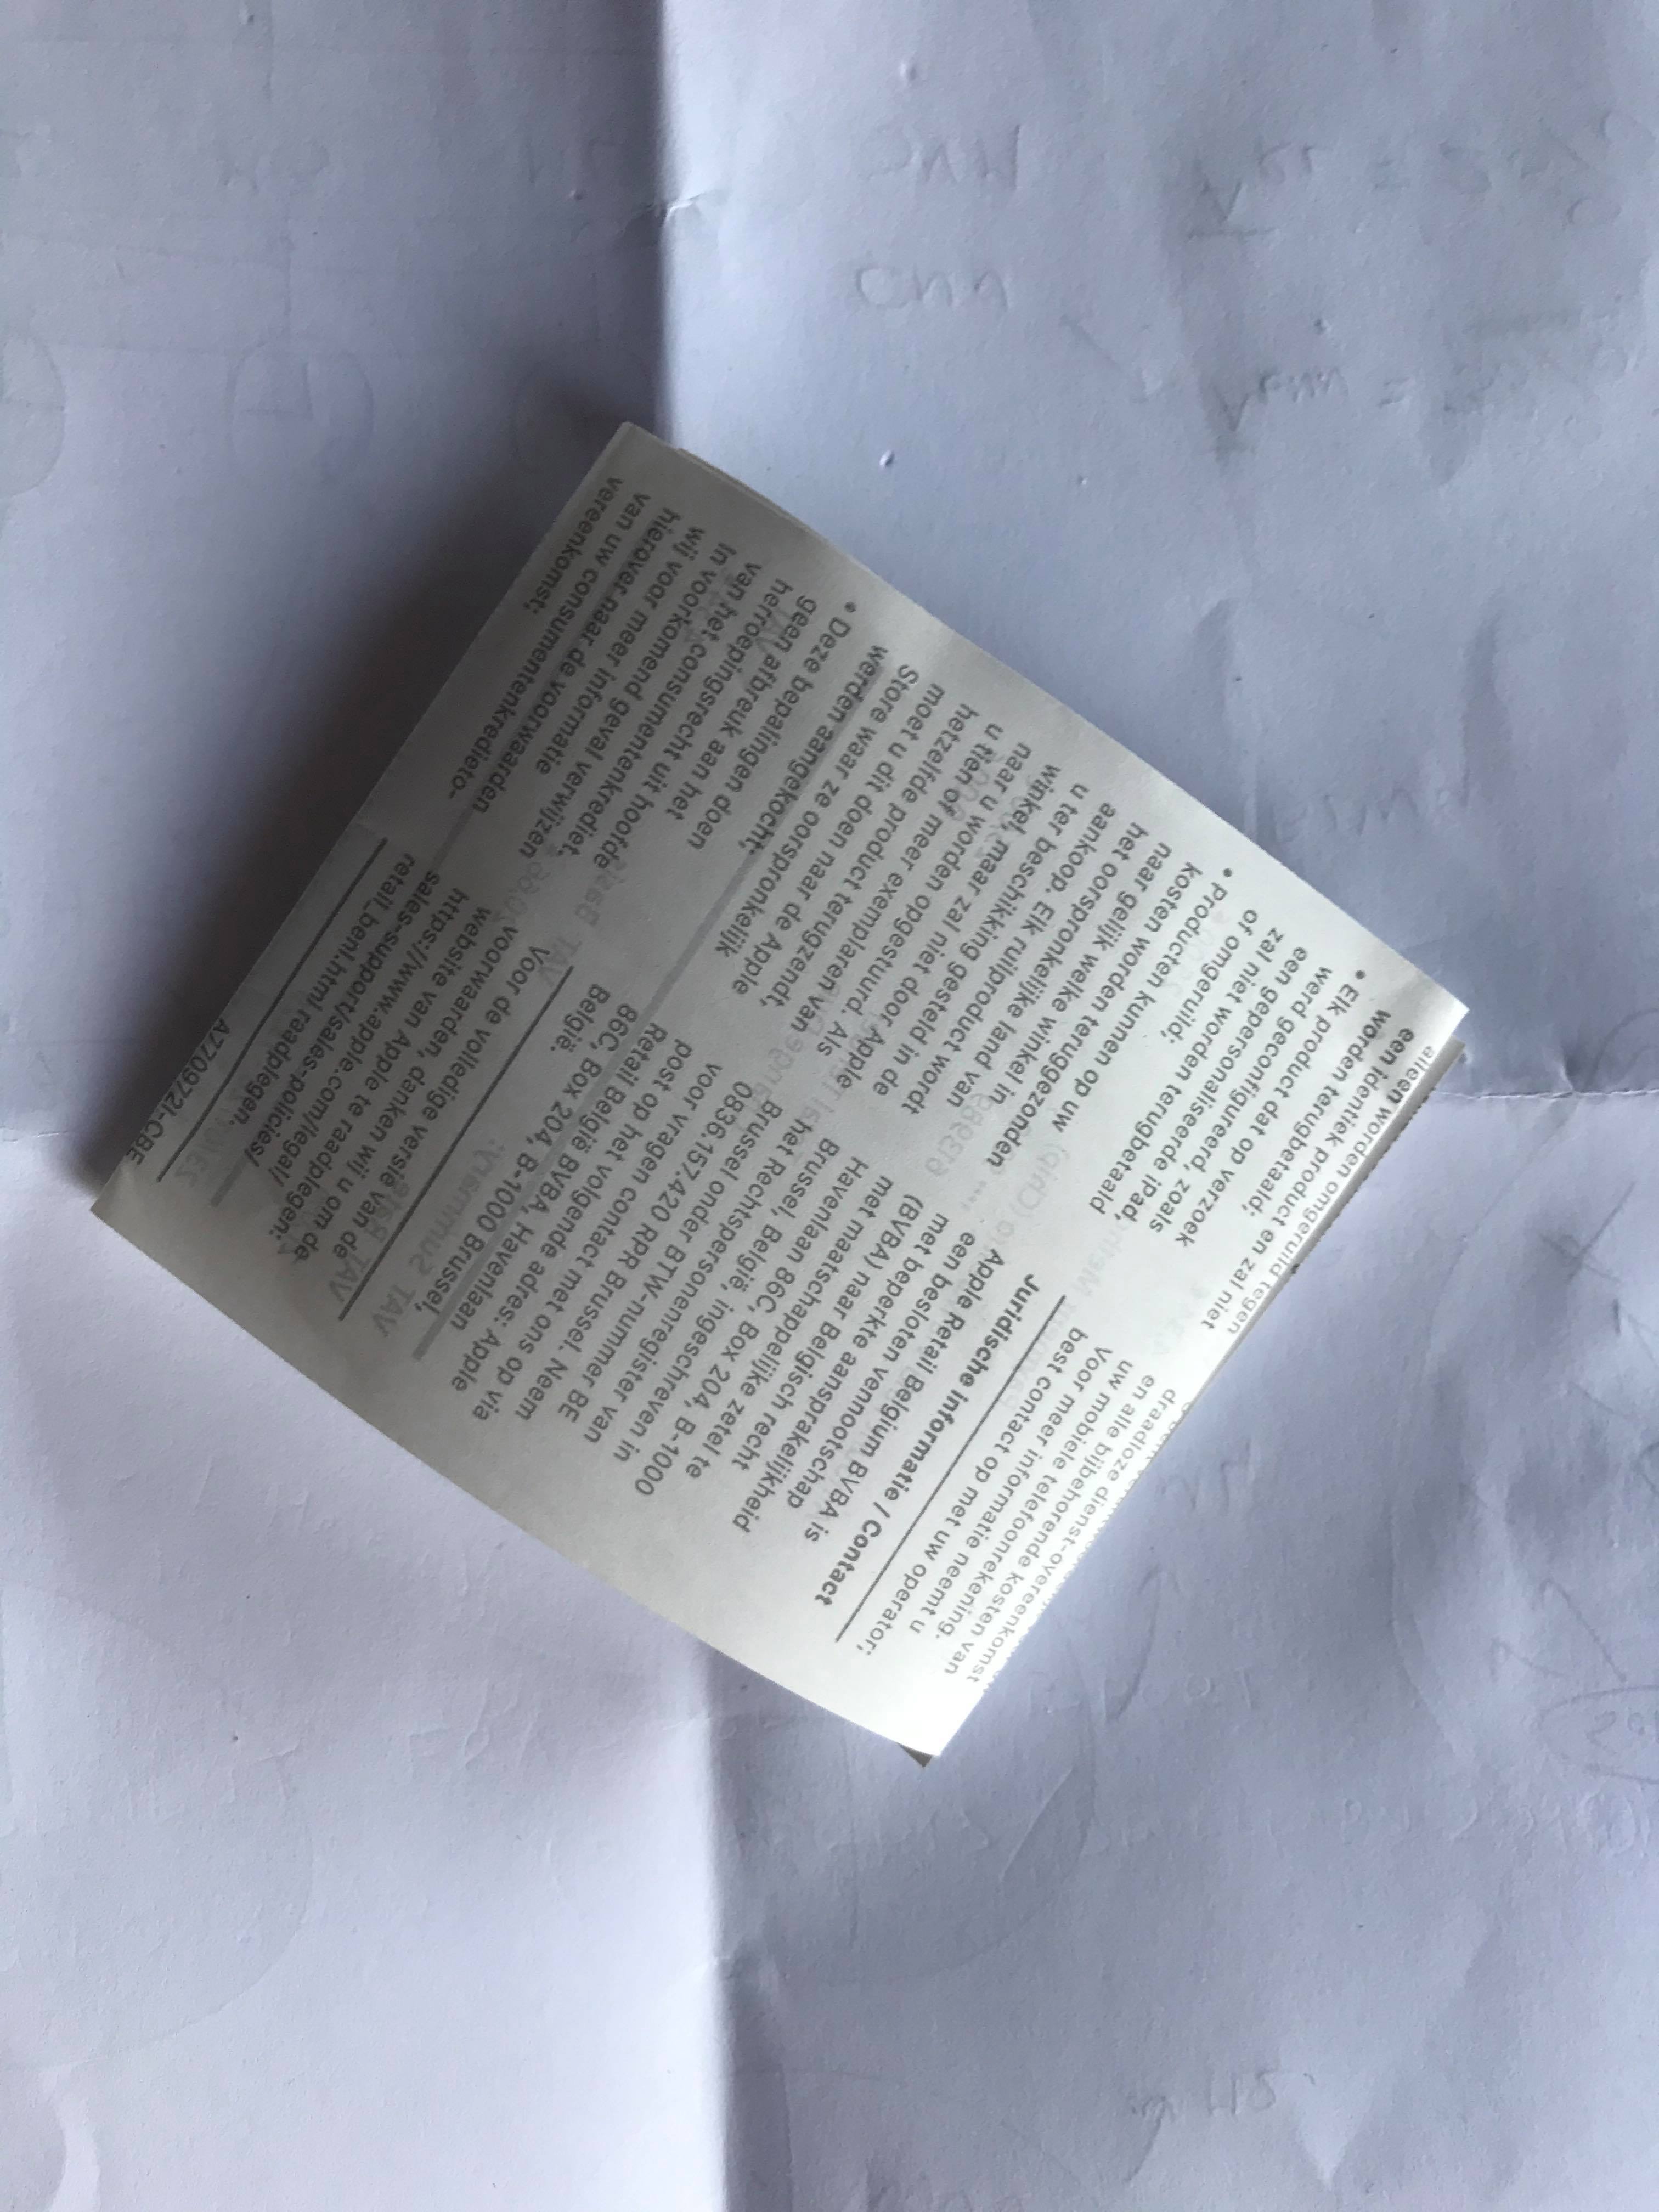 alleen worden omgeruild tegen
een identiek product en zal niet
worden terugbetaald;
• Elk product dat op verzoek
werd geconfigureerd, zoals
een gepersonaliseerde iPad,
zal niet worden terugbetaald
of omgeruild;
• Producten kunnen op uw
kosten worden teruggezonden
naar gelijk welke winkel in
het oorspronkelijke land van
aankoop. Elk ruilproduct wordt
u ter beschikking gesteld in de
winkel, maar zal niet door Apple
naar u worden opgestuurd. Als
u tien of meer exemplaren van
hetzelfde product terugzendt,
moet u dit doen naar de Apple
Store waar ze oorspronkelijk
werden aangekocht;
• Deze bepalingen doen
geen afbreuk aan het
herroepingsrecht uit hoofde
van het consumentenkrediet.
In voorkomend geval verwijzen
wij voor meer informatie
hierover naar de voorwaarden
van uw consumentenkredieto-
vereenkomst;
draadloze dienst-overeenkomst
en alle bijbehorende kosten van
uw mobiele telefoonrekening.
Voor meer informatie neemt u
best contact op met uw operator;
Juridische informatie / Contact
Apple Retail Belgium BVBA is
een besloten vennootschap
met beperkte aansprakelijkheid
(BVBA) naar Belgisch recht
met maatschappelijke zetel te
Havenlaan 86C, Box 204, B-1000
Brussel, België, ingeschreven in
het Rechtspersonenregister van
Brussel onder BTW-nummer BE
0836.157.420 RPR Brussel. Neem
voor vragen contact met ons op via
post op het volgende adres: Apple
Retail België BVBA, Havenlaan
86C, Box 204, B-1000 Brussel,
België.
Voor de volledige versie van de
voorwaarden, danken wij u om de
website van Apple te raadplegen:
https://www.apple.com/legal/
sales-support/sales-policies/
retail_benl.html raadplegen.
A770972I-CBE